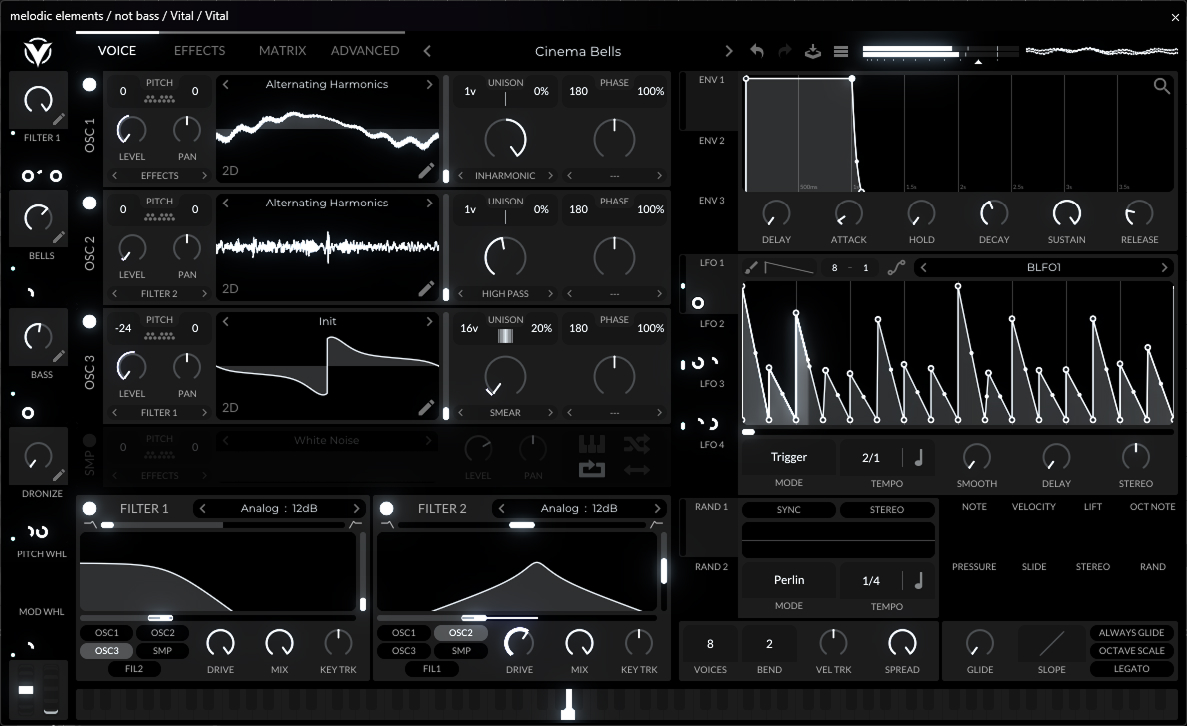 melodic elements / not bass / Vital / Vital
VOICE EFFECTS MATRIX ADVANCED Cinema Bells
FILTER 1
BELLS
BASS
DRONIZE
PITCH WHL
MOD WHL
OSC 1
0 PITCH 0
LEVEL PAN
EFFECTS
Alternating Harmonics
2D
1v UNISON 0%
INHARMONIC
180 PHASE 100%
---
OSC 2
0 PITCH 0
LEVEL PAN
FILTER 2
Alternating Harmonics
2D
1v UNISON 0%
HIGH PASS
180 PHASE 100%
---
OSC 3
-24 PITCH 0
LEVEL PAN
FILTER 1
Init
2D
16v UNISON 20%
SMEAR
180 PHASE 100%
---
SMP
0 PITCH 0
EFFECTS
White Noise
LEVEL PAN
FILTER 1 Analog : 12dB
OSC1 OSC2
OSC3 SMP
FIL2
DRIVE MIX KEY TRK
FILTER 2 Analog : 12dB
OSC1 OSC2
OSC3 SMP
FIL1
DRIVE MIX KEY TRK
ENV 1
ENV 2
ENV 3
500ms 1s 1.5s 2s 2.5s 3s 3.5s
DELAY ATTACK HOLD DECAY SUSTAIN RELEASE
LFO 1
LFO 2
LFO 3
LFO 4
8 - 1 BLFO1
Trigger 2/1
MODE TEMPO SMOOTH DELAY STEREO
RAND 1
RAND 2
SYNC STEREO
Perlin 1/4
MODE TEMPO
NOTE VELOCITY LIFT OCT NOTE
PRESSURE SLIDE STEREO RAND
8 2
VOICES BEND VEL TRK SPREAD
GLIDE SLOPE
ALWAYS GLIDE
OCTAVE SCALE
LEGATO